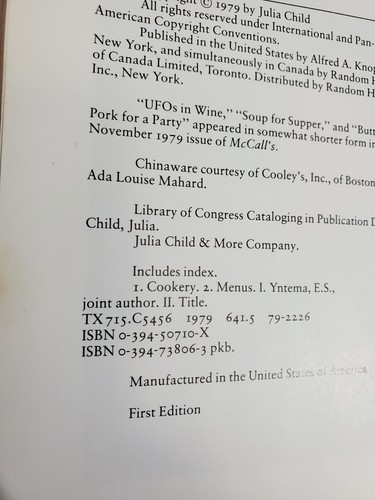 © 1979 by Julia Child
All rights reserved under International and Pan-
American Copyright Conventions.
Published in the United States by Alfred A. Knop
New York, and simultaneously in Canada by Random H
of Canada Limited, Toronto. Distributed by Random H
Inc., New York.
“UFOs in Wine,” “Soup for Supper,” and “Butt
Pork for a Party” appeared in somewhat shorter form in
November 1979 issue of McCall's.
Chinaware courtesy of Cooley's, Inc., of Boston
Ada Louise Mahard.
Library of Congress Cataloging in Publication D
Child, Julia.
Julia Child & More Company.
Includes index.
1. Cookery. 2. Menus. I. Yntema, E.S.,
joint author. II. Title.
TX715.C5456 1979 641.5 79-2226
ISBN 0-394-50710-X
ISBN 0-394-73806-3 pkb.
Manufactured in the United States of America
First Edition